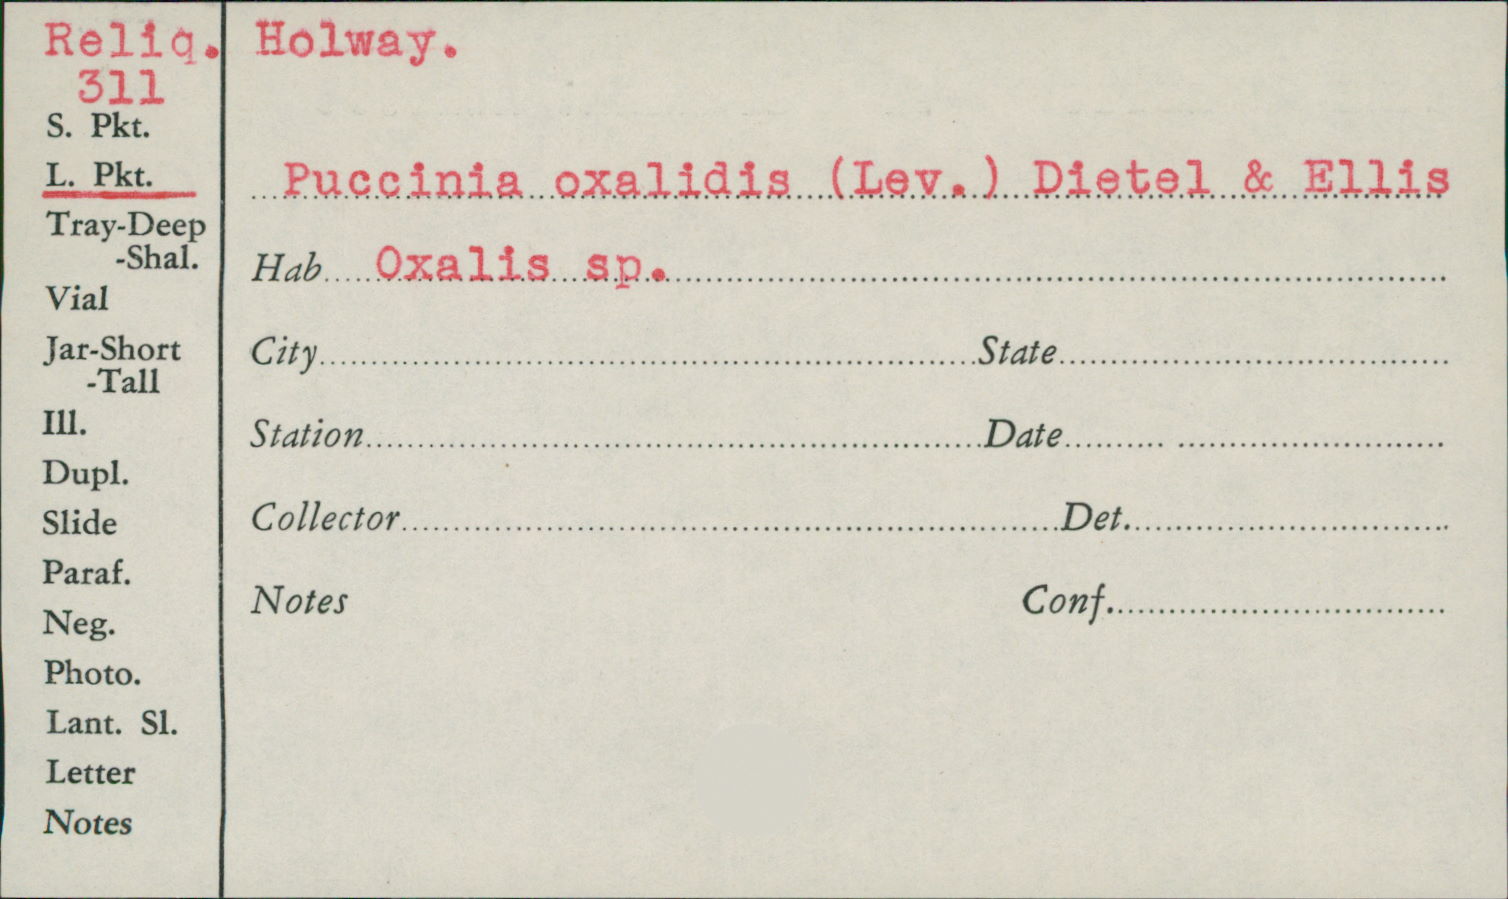 Reliq. Holway.
311
S. Pkt.
L. Pkt.
Puccinia oxalidis (Lev.) Dietel & Ellis
Tray-Deep
-Shal.
Hab Oxalis sp.
Vial
Jar-Short
-Tall
City State
Ill.
Station Date
Dupl.
Slide
Collector Det.
Paraf.
Neg.
Notes Conf.
Photo.
Lant. Sl.
Letter
Notes